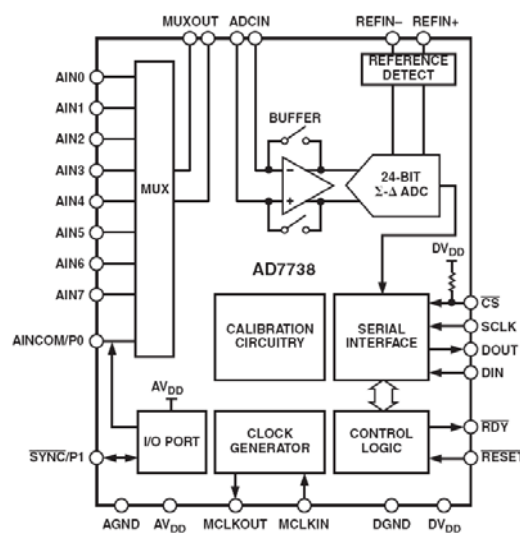 MUXOUT ADCIN REFIN– REFIN+
REFERENCE
DETECT
AIN0
AIN1
AIN2
AIN3
AIN4
AIN5
AIN6
AIN7
AINCOM/P0
MUX
BUFFER
–
+
24-BIT
Σ-Δ ADC
AD7738
DVDD
CALIBRATION
CIRCUITRY
SERIAL
INTERFACE
CS
SCLK
DOUT
DIN
AVDD
I/O PORT
CLOCK
GENERATOR
CONTROL
LOGIC
SYNC/P1
RDY
RESET
AGND AVDD MCLKOUT MCLKIN DGND DVDD